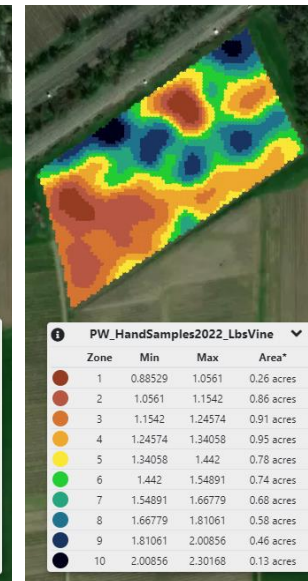 PW_HandSamples2022_LbsVine
Zone Min Max Area*
1 0.88529 1.0561 0.26 acres
2 1.0561 1.1542 0.86 acres
3 1.1542 1.24574 0.91 acres
4 1.24574 1.34058 0.95 acres
5 1.34058 1.442 0.78 acres
6 1.442 1.54891 0.74 acres
7 1.54891 1.66779 0.68 acres
8 1.66779 1.81061 0.58 acres
9 1.81061 2.00856 0.46 acres
10 2.00856 2.30168 0.13 acres